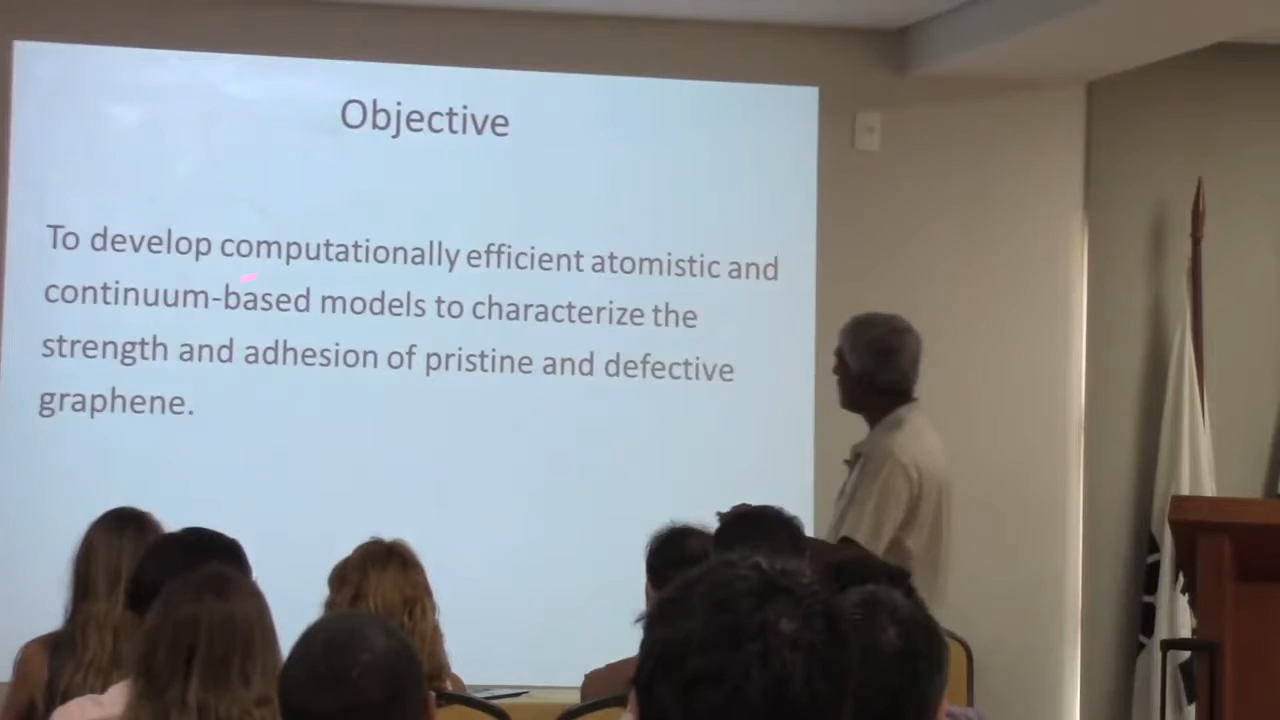 Objective
To develop computationally efficient atomistic and
continuum-based models to characterize the
strength and adhesion of pristine and defective
graphene.